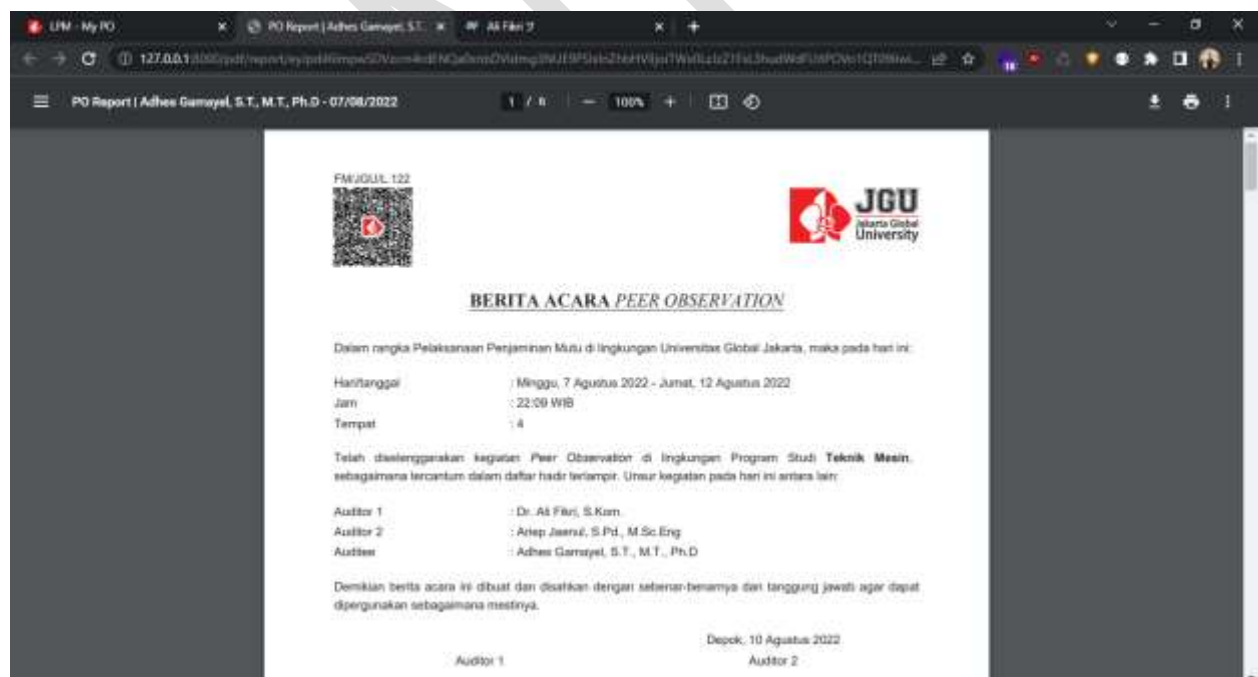 LPM - My PO
PO Report | Adhes Gamayel, S.T.
Ali Fikri
127.0.0.1
PO Report | Adhes Gamayel, S.T., M.T., Ph.D - 07/08/2022
1 /
100%
FM/JGU/L.122
JGU
Jakarta Global
University
BERITA ACARA PEER OBSERVATION
Dalam rangka Pelaksanaan Penjaminan Mutu di lingkungan Universitas Global Jakarta, maka pada hari ini:
Hari/tanggal : Minggu, 7 Agustus 2022 - Jumat, 12 Agustus 2022
Jam : 22:09 WIB
Tempat : 4
Telah diselenggarakan kegiatan Peer Observation di lingkungan Program Studi Teknik Mesin,
sebagaimana tercantum dalam daftar hadir terlampir. Unsur kegiatan pada hari ini antara lain:
Auditor 1 : Dr. Ali Fikri, S.Kom.
Auditor 2 : Ariep Jaenul, S.Pd., M.Sc.Eng
Auditee : Adhes Gamayel, S.T., M.T., Ph.D
Demikian berita acara ini dibuat dan disahkan dengan sebenar-benarnya dan tanggung jawab agar dapat
dipergunakan sebagaimana mestinya.
Depok, 10 Agustus 2022
Auditor 1 Auditor 2